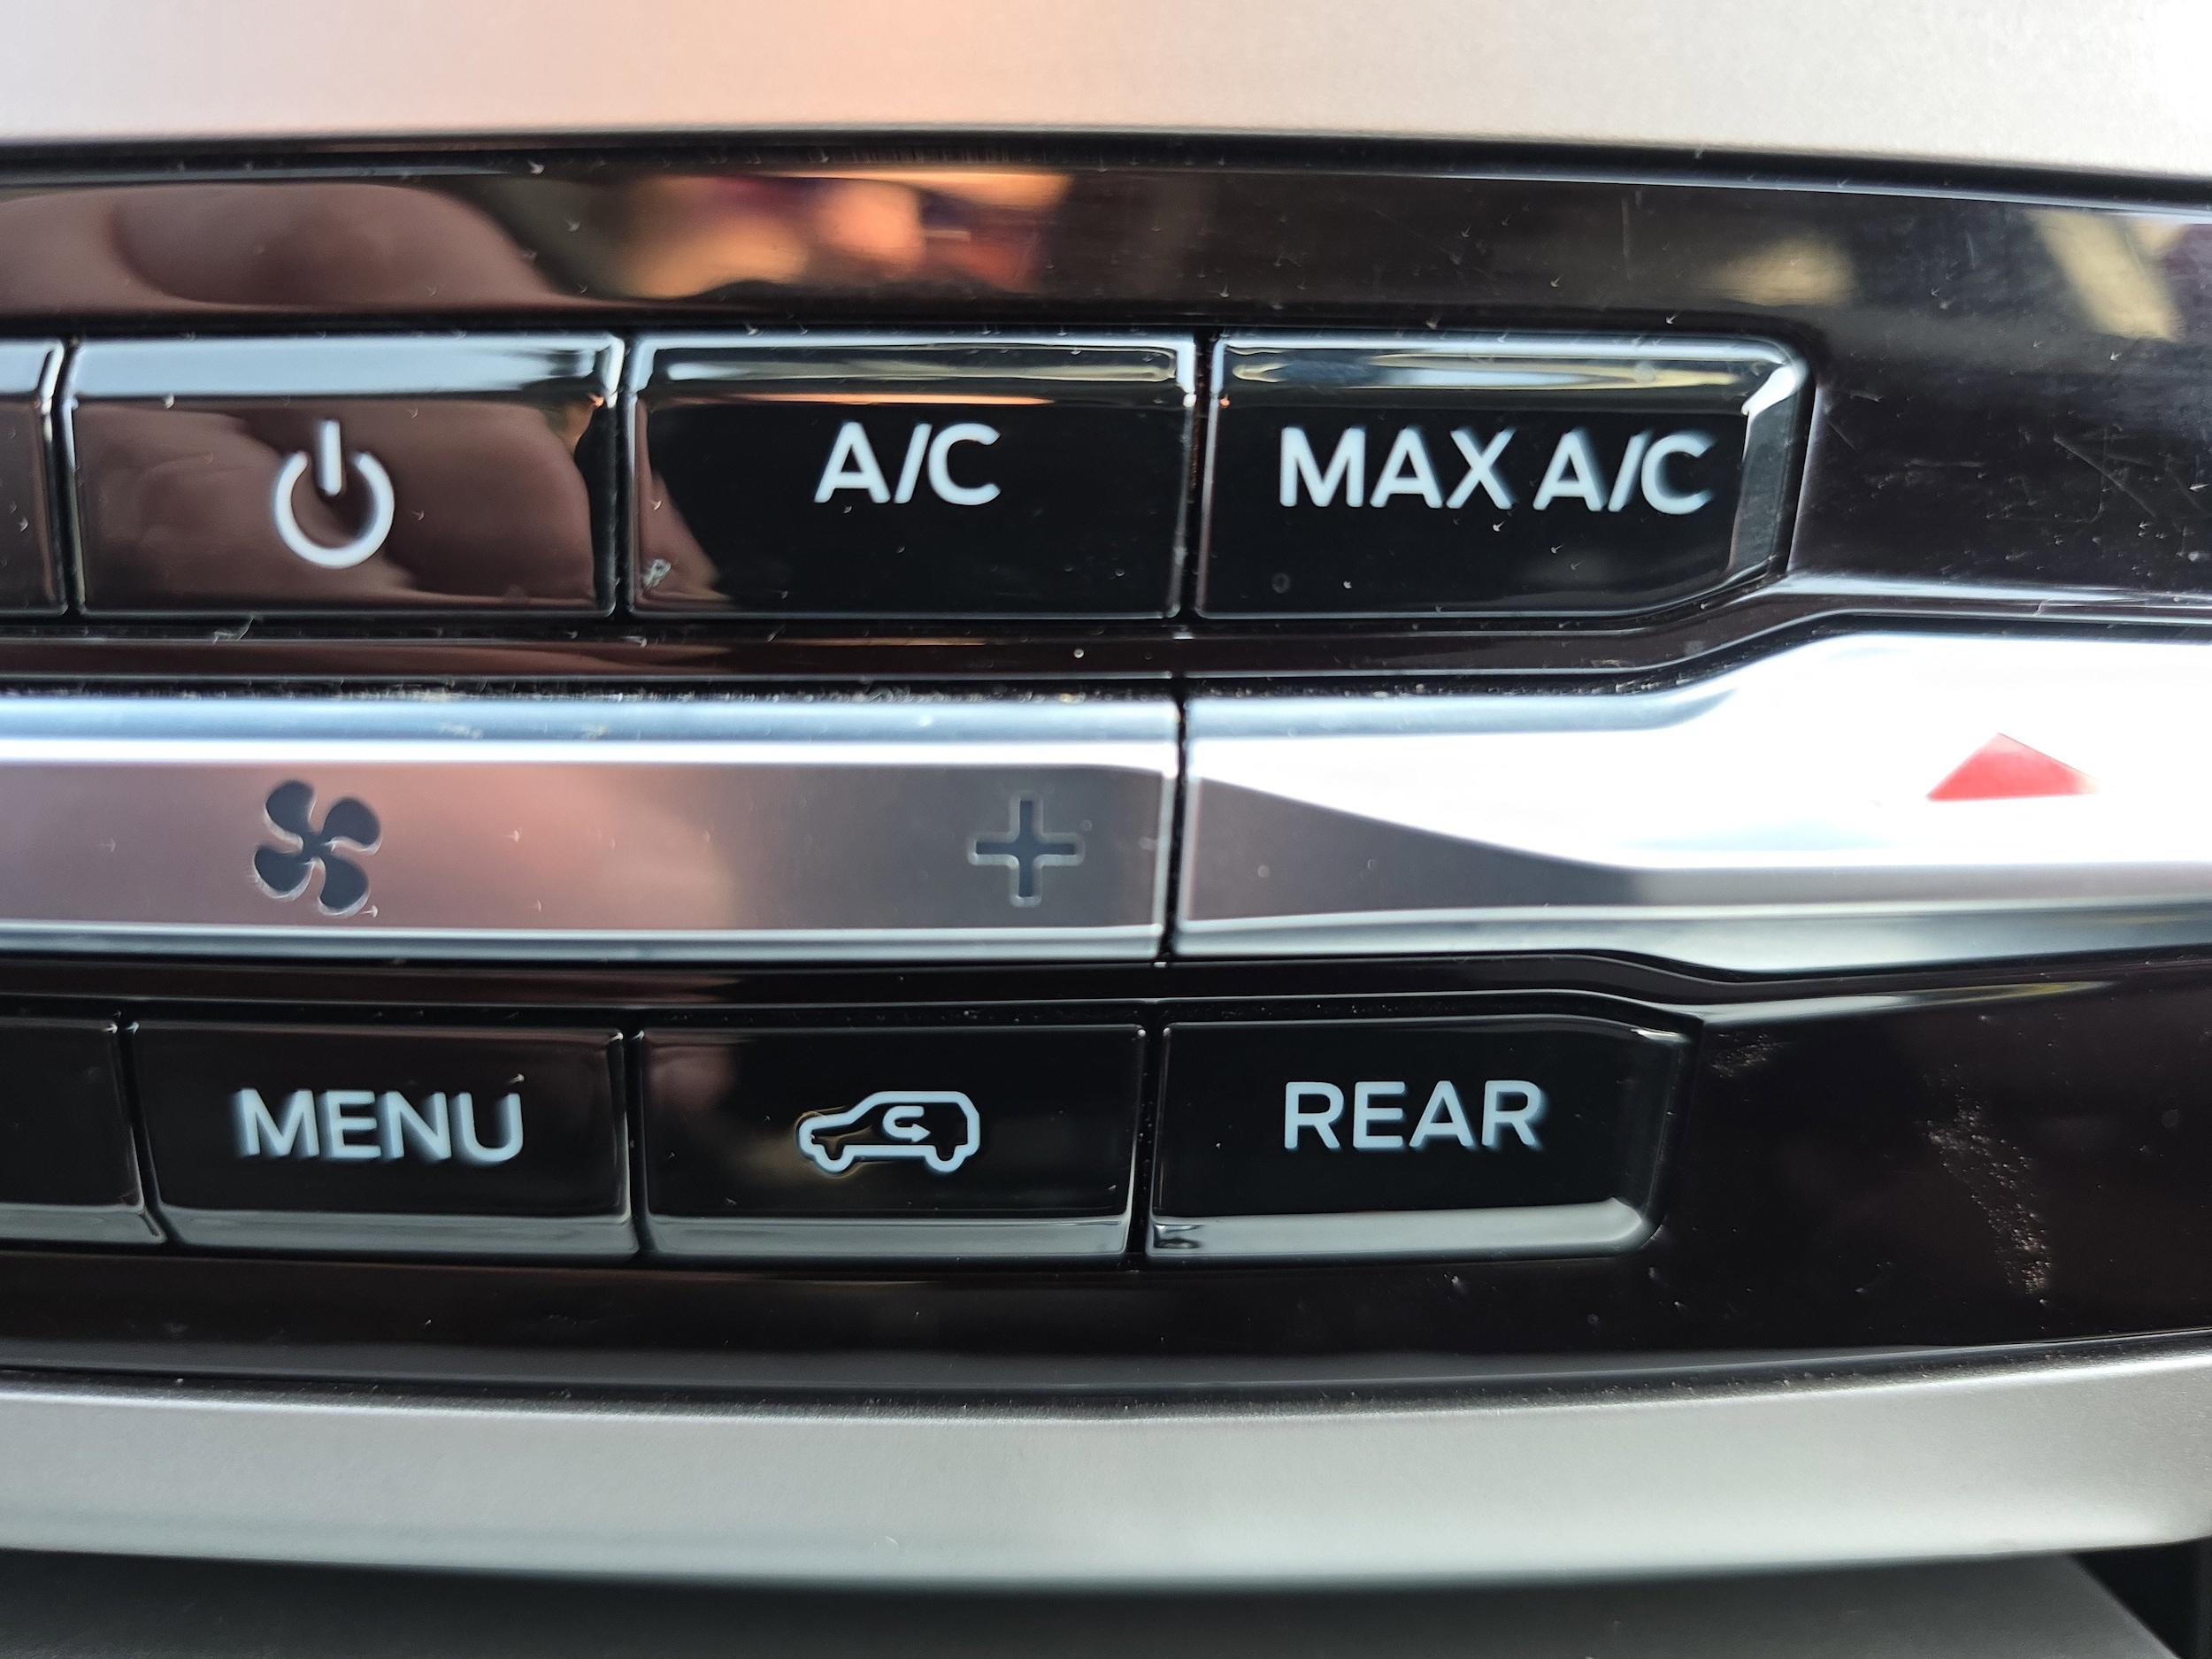 A/C
MAX A/C
+
MENU
REAR